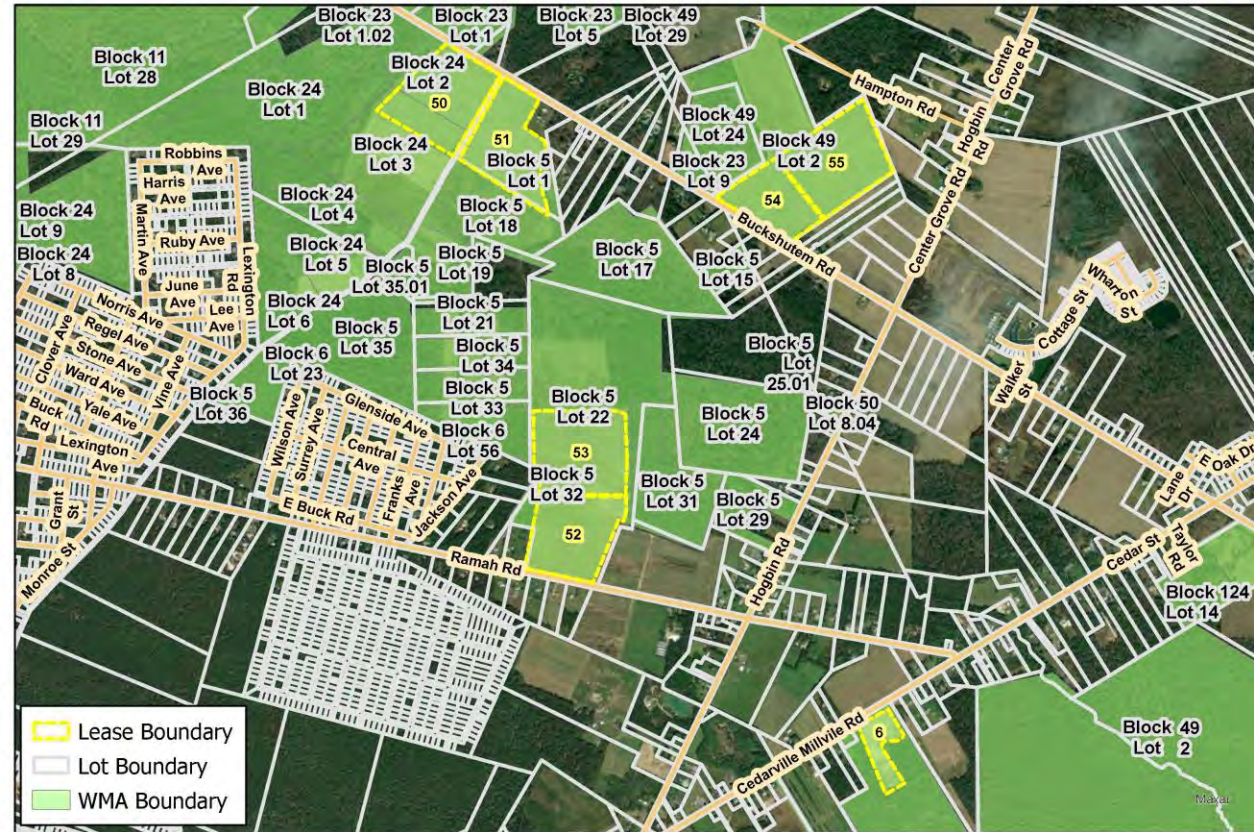 Block 23
Lot 1.02
Block 23
Lot 1
Block 23
Lot 5
Block 49
Lot 29
Block 11
Lot 28
Block 24
Lot 1
Block 24
Lot 2
50
51
Block 11
Lot 29
Block 24
Lot 3
Block 5
Lot 1
Block 49
Lot 24
Block 49
Lot 2
55
Block 23
Lot 9
54
Hampton Rd
Hogbin Rd
Center Grove Rd
Center Grove Rd
Buckshutem Rd
Robbins Ave
Harris Ave
Martin Ave
Ruby Ave
June Ave
Lee Ave
Lexington Rd
Block 24
Lot 9
Block 24
Lot 8
Block 24
Lot 4
Block 24
Lot 5
Block 5
Lot 18
Block 5
Lot 19
Block 5
Lot 35.01
Block 5
Lot 17
Block 5
Lot 15
Block 24
Lot 6
Block 5
Lot 35
Block 5
Lot 21
Block 5
Lot 34
Block 5
Lot 33
Block 6
Lot 23
Block 5
Lot 36
Block 6
Lot 56
Block 5
Lot 22
53
Block 5
Lot 32
52
Block 5
Lot 24
Block 5
Lot
25.01
Block 50
Lot 8.04
Block 5
Lot 31
Block 5
Lot 29
Norris Ave
Regel Ave
Stone Ave
Ward Ave
Yale Ave
Clover Ave
Vine Ave
Buck Rd
Lexington Ave
Grant St
Monroe St
Wilson Ave
Surrey Ave
Glenside Ave
Central Ave
Franks Ave
Jackson Ave
E Buck Rd
Ramah Rd
Hogbin Rd
Wharton St
Cottage St
Walker St
E Oak Dr
Lane Dr
Taylor Rd
Cedar St
Block 124
Lot 14
Cedarville Millvile Rd
6
Block 49
Lot 2
Maxar
Lease Boundary
Lot Boundary
WMA Boundary